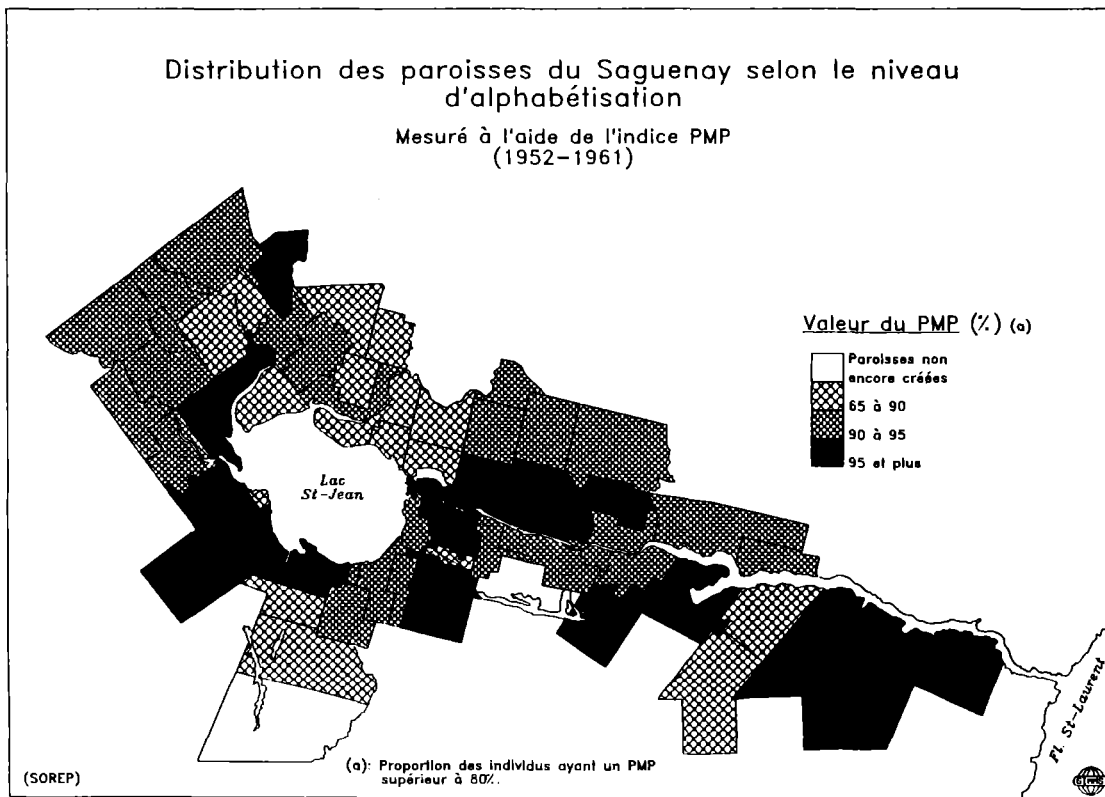 Distribution des paroisses du Saguenay selon le niveau
d'alphabétisation
Mesuré à l'aide de l'indice PMP
(1952-1961)
Valeur du PMP (%) (a)
Paroisses non
encore créées
65 à 90
90 à 95
95 et plus
Lac
St-Jean
Fl. St-Laurent
(a): Proportion des individus ayant un PMP
supérieur à 80%.
(SOREP)